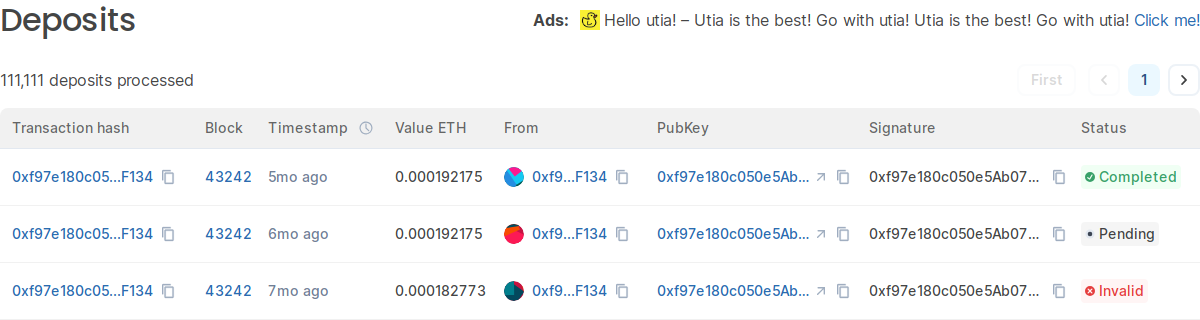 Deposits
Ads: Hello utia! – Utia is the best! Go with utia! Utia is the best! Go with utia! Click me!
111,111 deposits processed
First 1
Transaction hash Block Timestamp Value ETH From PubKey Signature Status
0xf97e180c05...F134 43242 5mo ago 0.000192175 0xf9...F134 0xf97e180c050e5Ab... 0xf97e180c050e5Ab07... Completed
0xf97e180c05...F134 43242 6mo ago 0.000192175 0xf9...F134 0xf97e180c050e5Ab... 0xf97e180c050e5Ab07... Pending
0xf97e180c05...F134 43242 7mo ago 0.000182773 0xf9...F134 0xf97e180c050e5Ab... 0xf97e180c050e5Ab07... Invalid